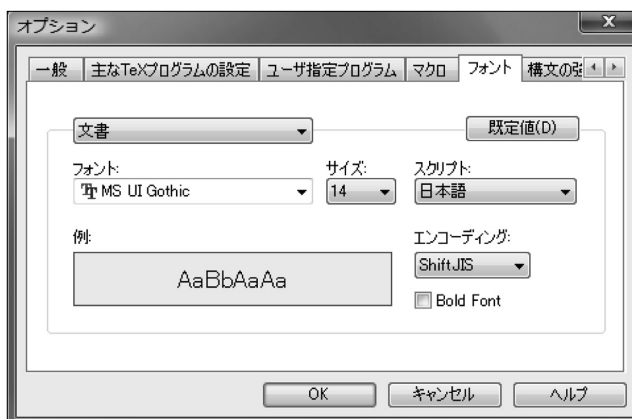 オプション
一般 主なTeXプログラムの設定 ユーザ指定プログラム マクロ フォント 構文の強
文書 既定値(D)
フォント: サイズ: スクリプト:
MS UI Gothic 14 日本語
例: エンコーディング:
AaBbAaAa ShiftJIS
Bold Font
OK キャンセル ヘルプ